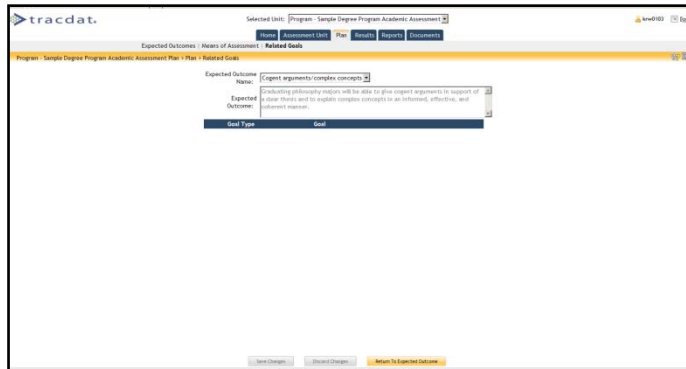 tracdat.
Selected Unit: Program - Sample Degree Program Academic Assessment
krw0103
Home Assessment Unit Plan Results Reports Documents
Expected Outcomes | Means of Assessment | Related Goals
Program - Sample Degree Program Academic Assessment Plan > Plan > Related Goals
Expected Outcome Name: Cogent arguments/complex concepts
Expected Outcome: Graduating philosophy majors will be able to give cogent arguments in support of
a clear thesis and to explain complex concepts in an informed, effective, and
coherent manner.
Goal Type Goal
Save Changes Discard Changes Return To Expected Outcome